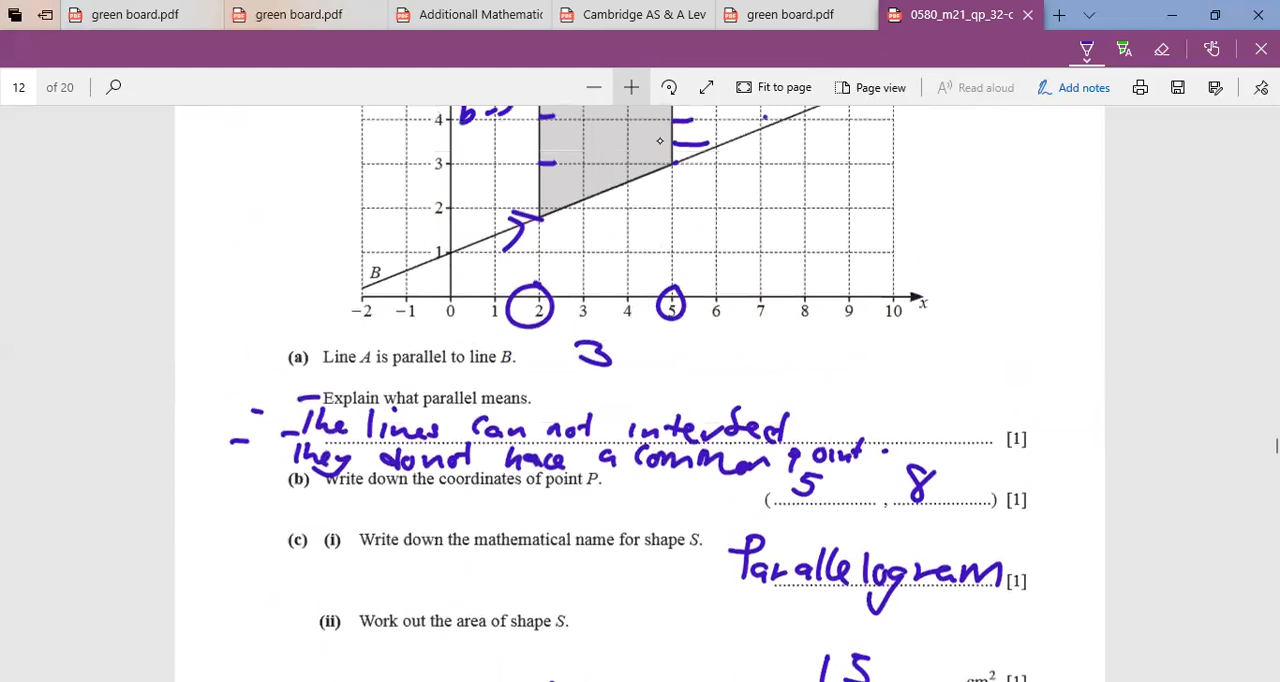 green board.pdf green board.pdf Additionall Mathematic Cambridge AS & A Lev green board.pdf 0580_m21_qp_32-c
12 of 20 Fit to page Page view Read aloud Add notes
4 b
3
2
1
B
-2 -1 0 1 2 3 4 5 6 7 8 9 10 x
(a) Line A is parallel to line B. 3
Explain what parallel means.
The lines can not intersect
[1]
They do not have a common point.
(b) Write down the coordinates of point P.
5 8
( , ) [1]
(c) (i) Write down the mathematical name for shape S.
Parallelogram
[1]
(ii) Work out the area of shape S.
15
cm² [1]